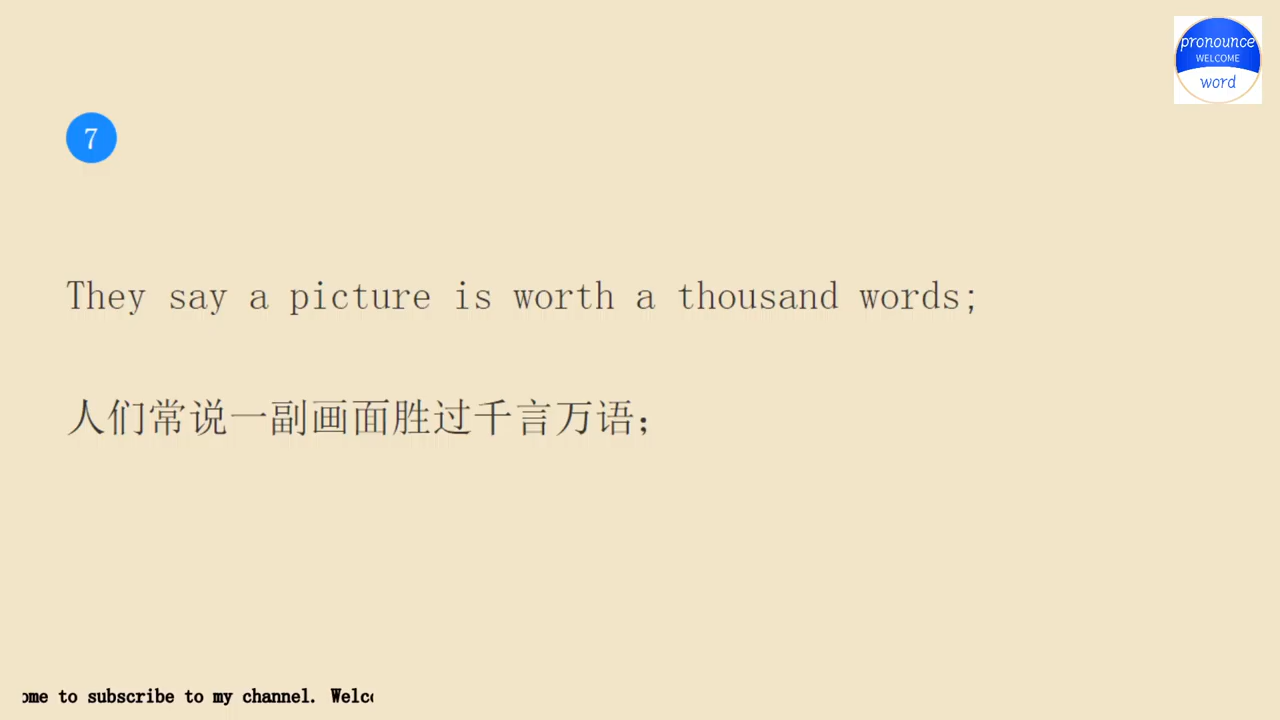 pronounce
WELCOME
word
7
They say a picture is worth a thousand words;
人们常说一副画面胜过千言万语;
to subscribe to my channel.